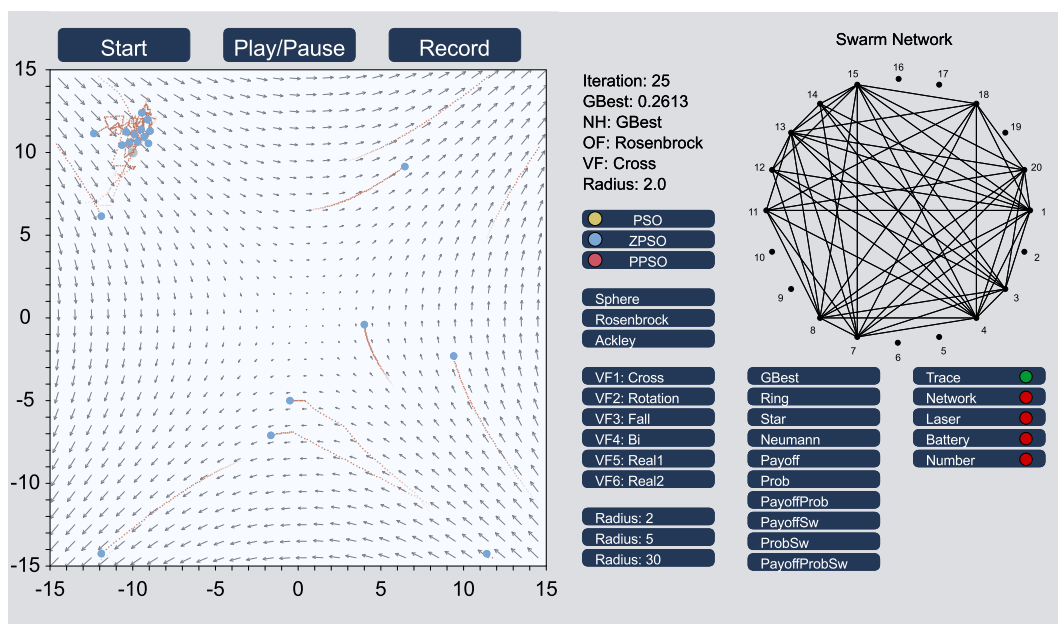 Start
Play/Pause
Record
15
10
5
0
-5
-10
-15
-15
-10
-5
0
5
10
15
Iteration: 25
GBest: 0.2613
NH: GBest
OF: Rosenbrock
VF: Cross
Radius: 2.0
PSO
ZPSO
PPSO
Sphere
Rosenbrock
Ackley
VF1: Cross
VF2: Rotation
VF3: Fall
VF4: Bi
VF5: Real1
VF6: Real2
Radius: 2
Radius: 5
Radius: 30
Swarm Network
16
17
15
18
14
13
19
12
20
11
1
10
2
9
3
8
4
7
6
5
GBest
Ring
Star
Neumann
Payoff
Prob
PayoffProb
PayoffSw
ProbSw
PayoffProbSw
Trace
Network
Laser
Battery
Number